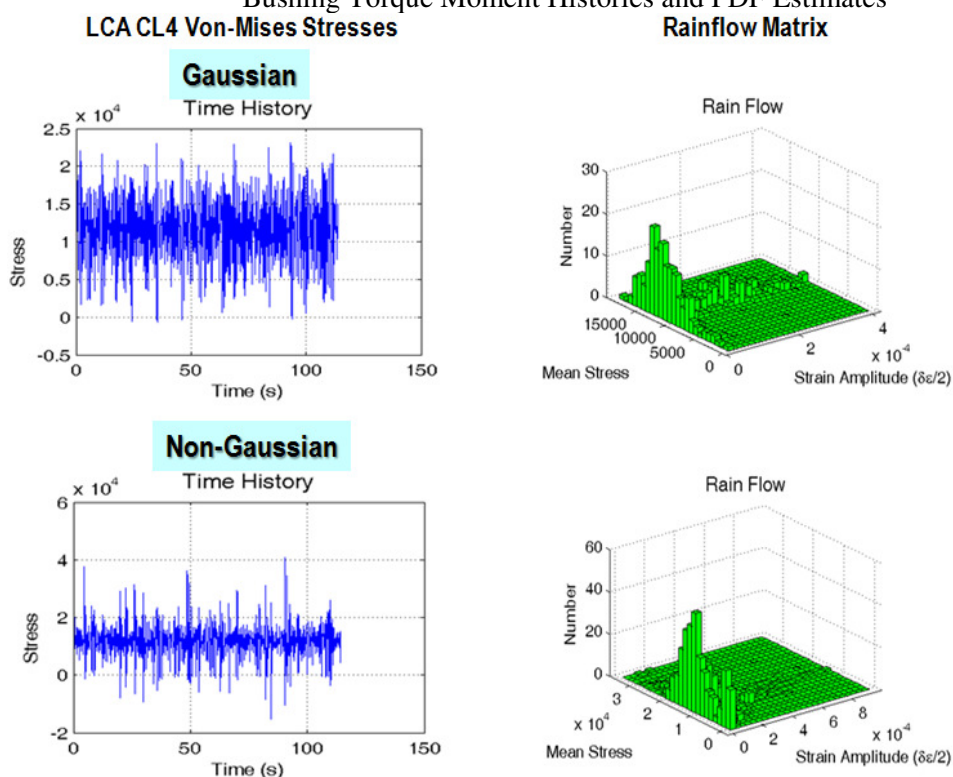 Bushing Torque Moment Histories and PDF Estimates
LCA CL4 Von-Mises Stresses
Rainflow Matrix
Gaussian
Time History
x 10^4
2.5
2
1.5
1
0.5
0
-0.5
Stress
0 50 100 150
Time (s)
Rain Flow
30
20
10
0
Number
15000
10000
5000
0
Mean Stress
0 2 4
x 10^-4
Strain Amplitude (δε/2)
Non-Gaussian
Time History
x 10^4
6
4
2
0
-2
Stress
0 50 100 150
Time (s)
Rain Flow
60
40
20
0
Number
3
2
1
0
x 10^4
Mean Stress
0 2 4 6 8
x 10^-4
Strain Amplitude (δε/2)